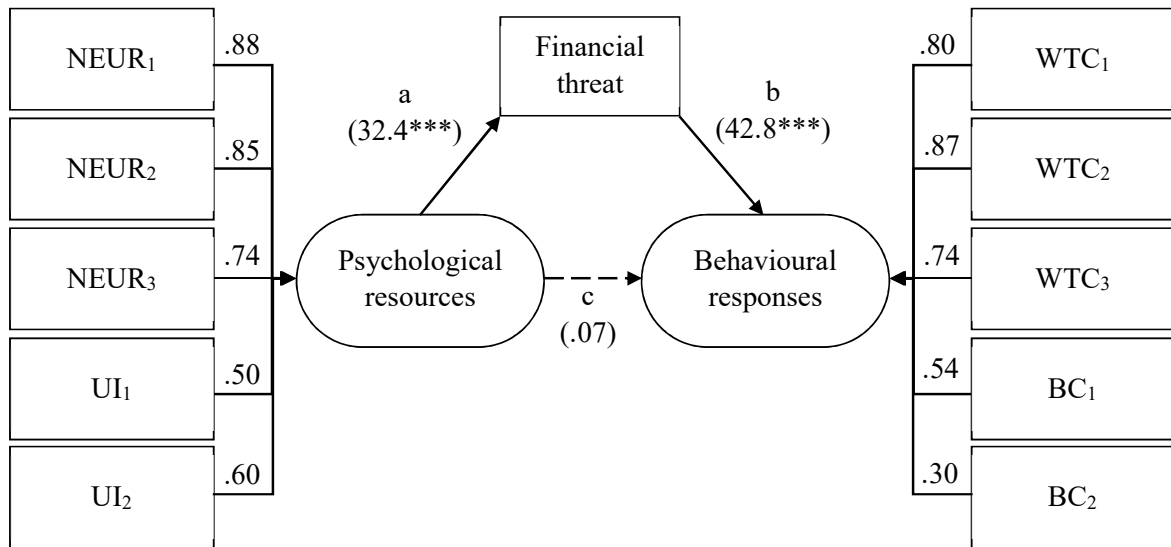 NEUR₁
.88
NEUR₂
.85
NEUR₃
.74
UI₁
.50
UI₂
.60
Financial
threat
a
(32.4***)
b
(42.8***)
Psychological
resources
c
(.07)
Behavioural
responses
.80
WTC₁
.87
WTC₂
.74
WTC₃
.54
BC₁
.30
BC₂